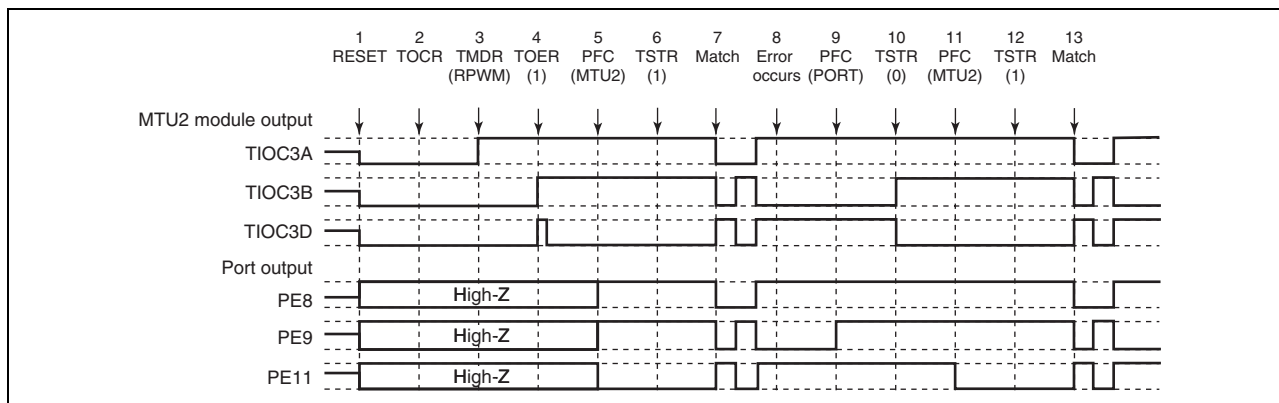 1 2 3 4 5 6 7 8 9 10 11 12 13
RESET TOCR TMDR TOER PFC TSTR Match Error PFC TSTR PFC TSTR Match
(RPWM) (1) (MTU2) (1) occurs (PORT) (0) (MTU2) (1)
MTU2 module output
TIOC3A
TIOC3B
TIOC3D
Port output
PE8 High-Z
PE9 High-Z
PE11 High-Z